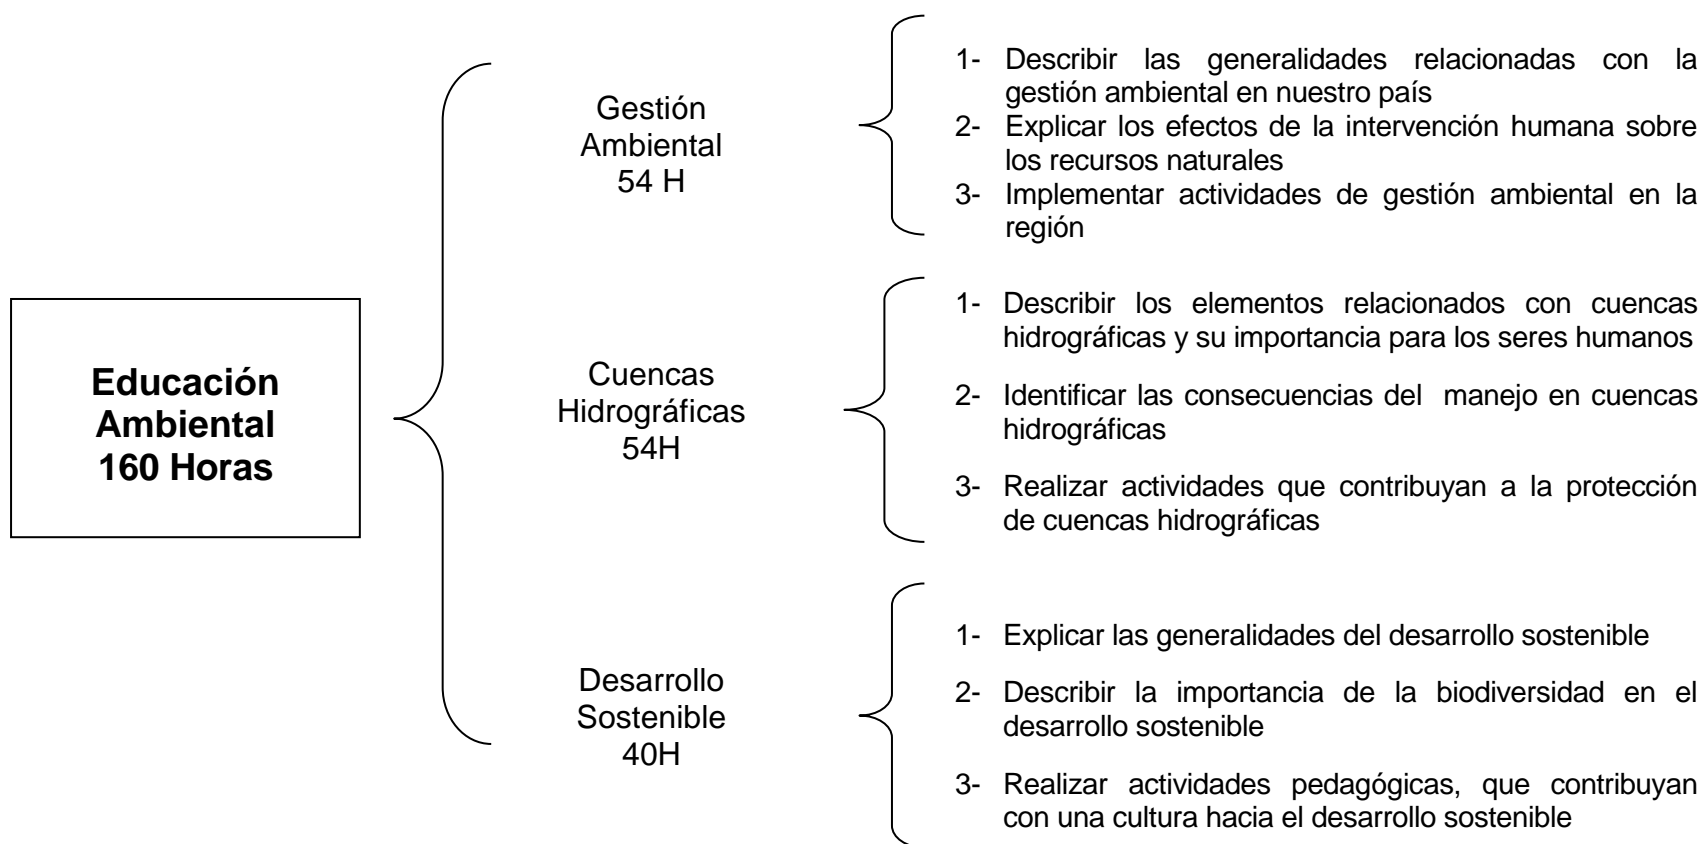 Educación
Ambiental
160 Horas
Gestión
Ambiental
54 H
1- Describir las generalidades relacionadas con la
gestión ambiental en nuestro país
2- Explicar los efectos de la intervención humana sobre
los recursos naturales
3- Implementar actividades de gestión ambiental en la
región
Cuencas
Hidrográficas
54H
1- Describir los elementos relacionados con cuencas
hidrográficas y su importancia para los seres humanos
2- Identificar las consecuencias del manejo en cuencas
hidrográficas
3- Realizar actividades que contribuyan a la protección
de cuencas hidrográficas
Desarrollo
Sostenible
40H
1- Explicar las generalidades del desarrollo sostenible
2- Describir la importancia de la biodiversidad en el
desarrollo sostenible
3- Realizar actividades pedagógicas, que contribuyan
con una cultura hacia el desarrollo sostenible